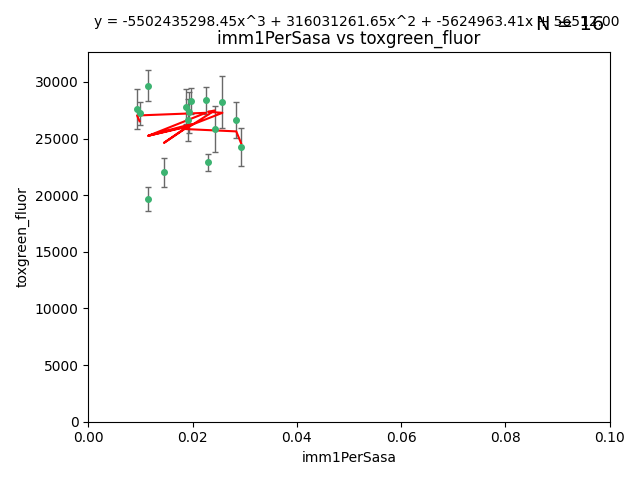 y = -5502435298.45x^3 + 316031261.65x^2 + -5624963.41x + 56512.00
N = 16
imm1PerSasa vs toxgreen_fluor
30000
25000
20000
15000
10000
5000
0
toxgreen_fluor
0.00 0.02 0.04 0.06 0.08 0.10
imm1PerSasa